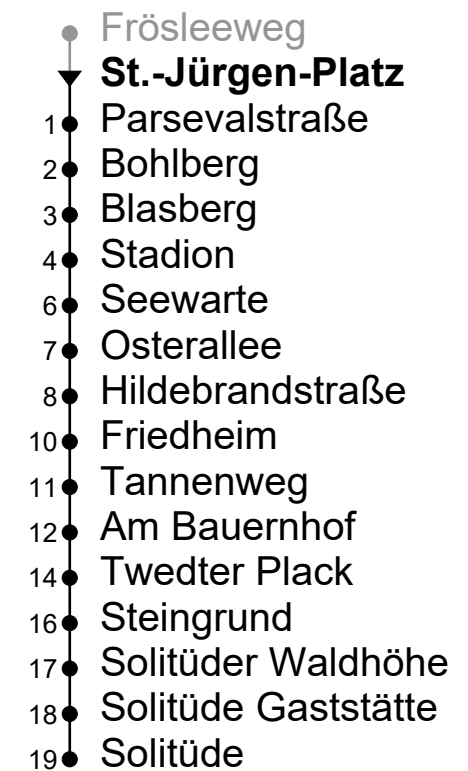 Frösleeweg
St.-Jürgen-Platz
1 Parsevalstraße
2 Bohlberg
3 Blasberg
4 Stadion
6 Seewarte
7 Osterallee
8 Hildebrandstraße
10 Friedheim
11 Tannenweg
12 Am Bauernhof
14 Twedter Plack
16 Steingrund
17 Solitüder Waldhöhe
18 Solitüde Gaststätte
19 Solitüde